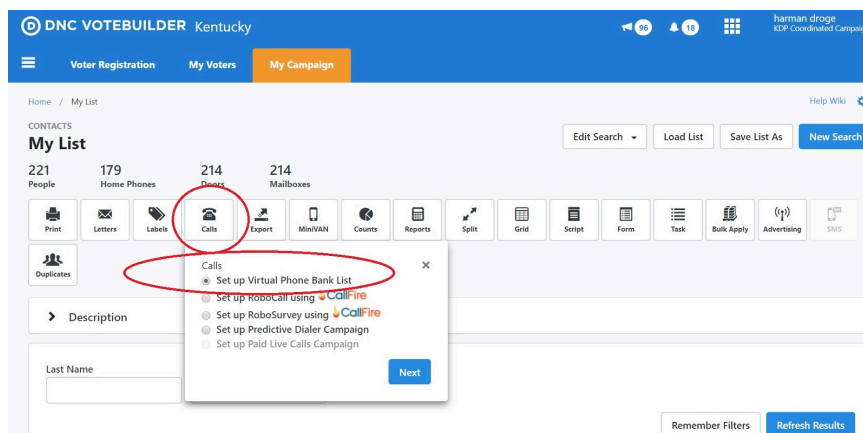 DNC VOTEBUILDER Kentucky
96
18
harman droge
KDP Coordinated Campaig
Voter Registration
My Voters
My Campaign
Home / My List
Help Wiki
CONTACTS
My List
Edit Search
Load List
Save List As
New Search
221
179
214
214
People
Home Phones
Doors
Mailboxes
Print
Letters
Labels
Calls
Export
MiniVAN
Counts
Reports
Split
Grid
Script
Form
Task
Bulk Apply
Advertising
SMS
Duplicates
Calls
Set up Virtual Phone Bank List
Set up RoboCall using CallFire
Set up RoboSurvey using CallFire
Set up Predictive Dialer Campaign
Set up Paid Live Calls Campaign
Next
Description
Last Name
Remember Filters
Refresh Results